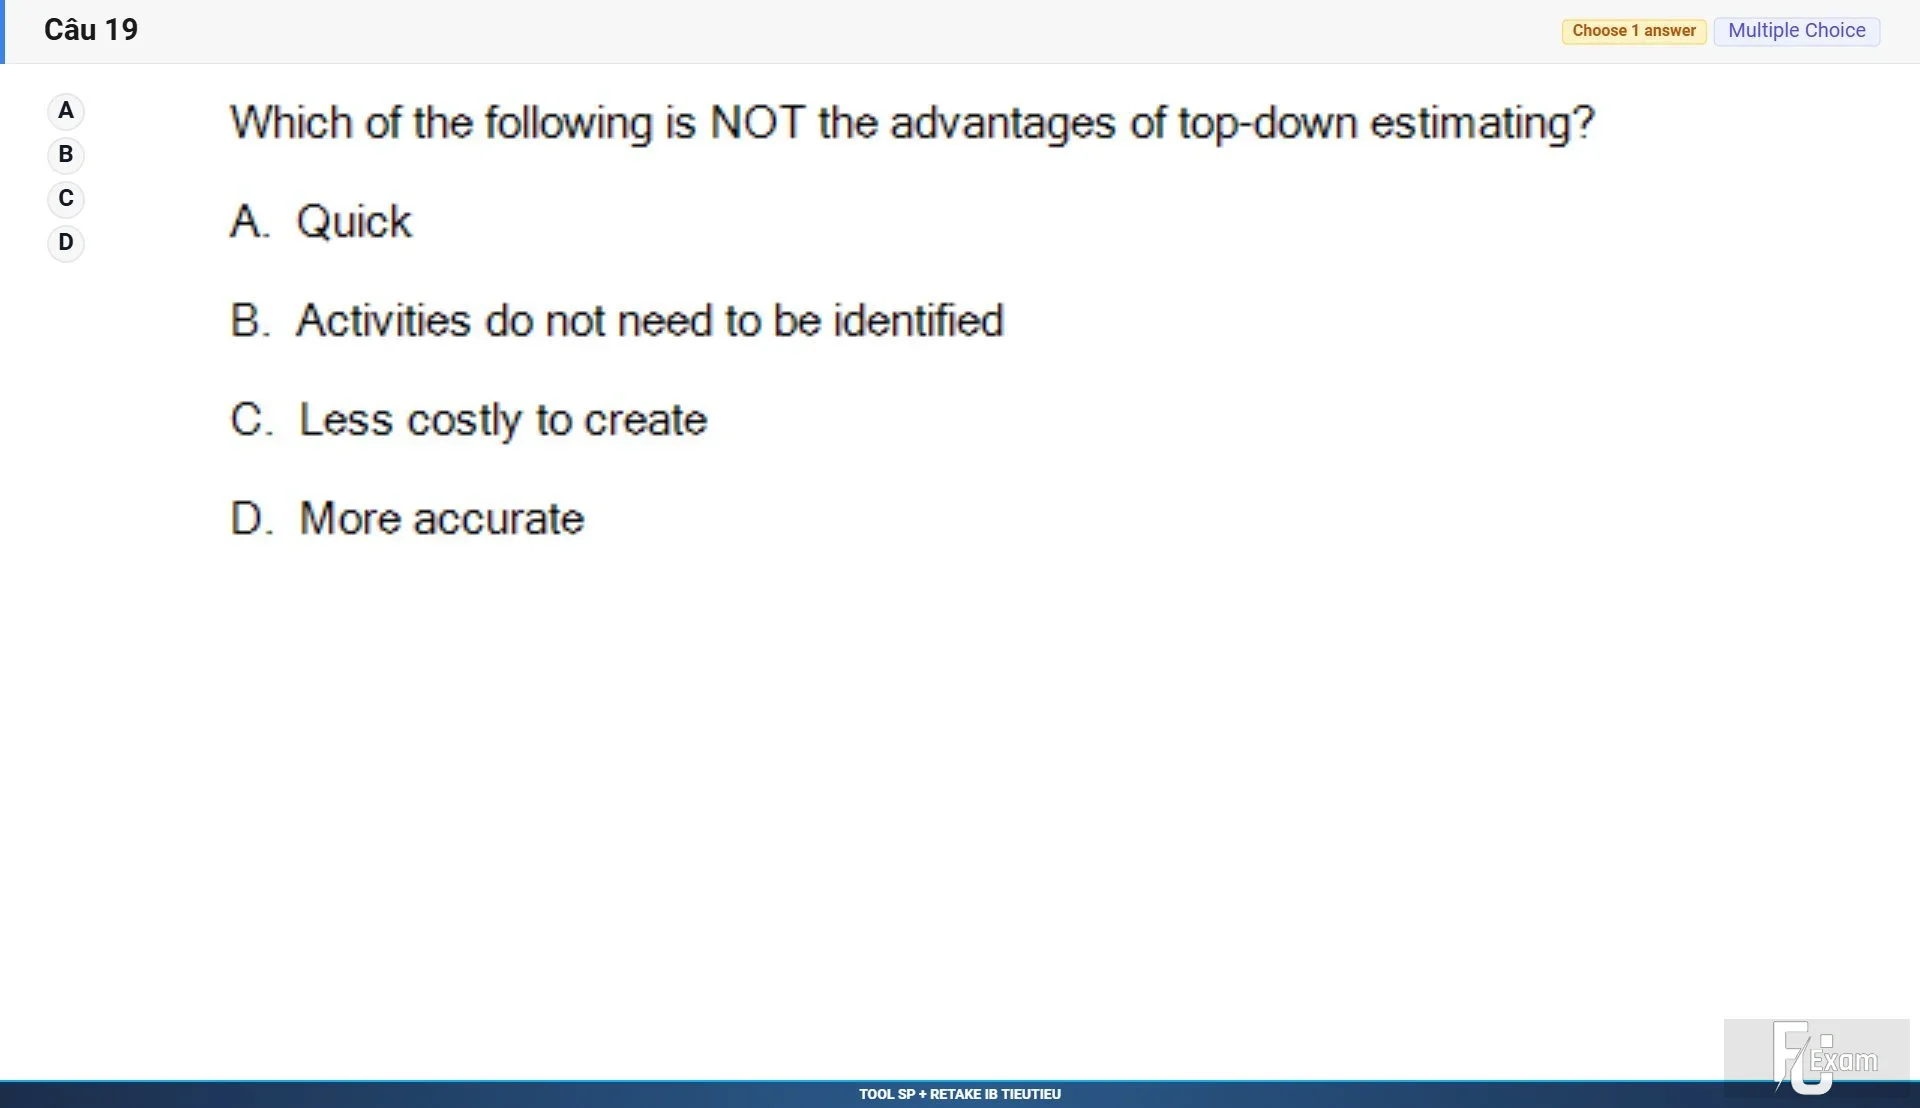 Câu 19
Choose 1 answer
Multiple Choice
A
B
C
D
Which of the following is NOT the advantages of top-down estimating?
A. Quick
B. Activities do not need to be identified
C. Less costly to create
D. More accurate
FU Exam
TOOL SP + RETAKE IB TIEUTIEU